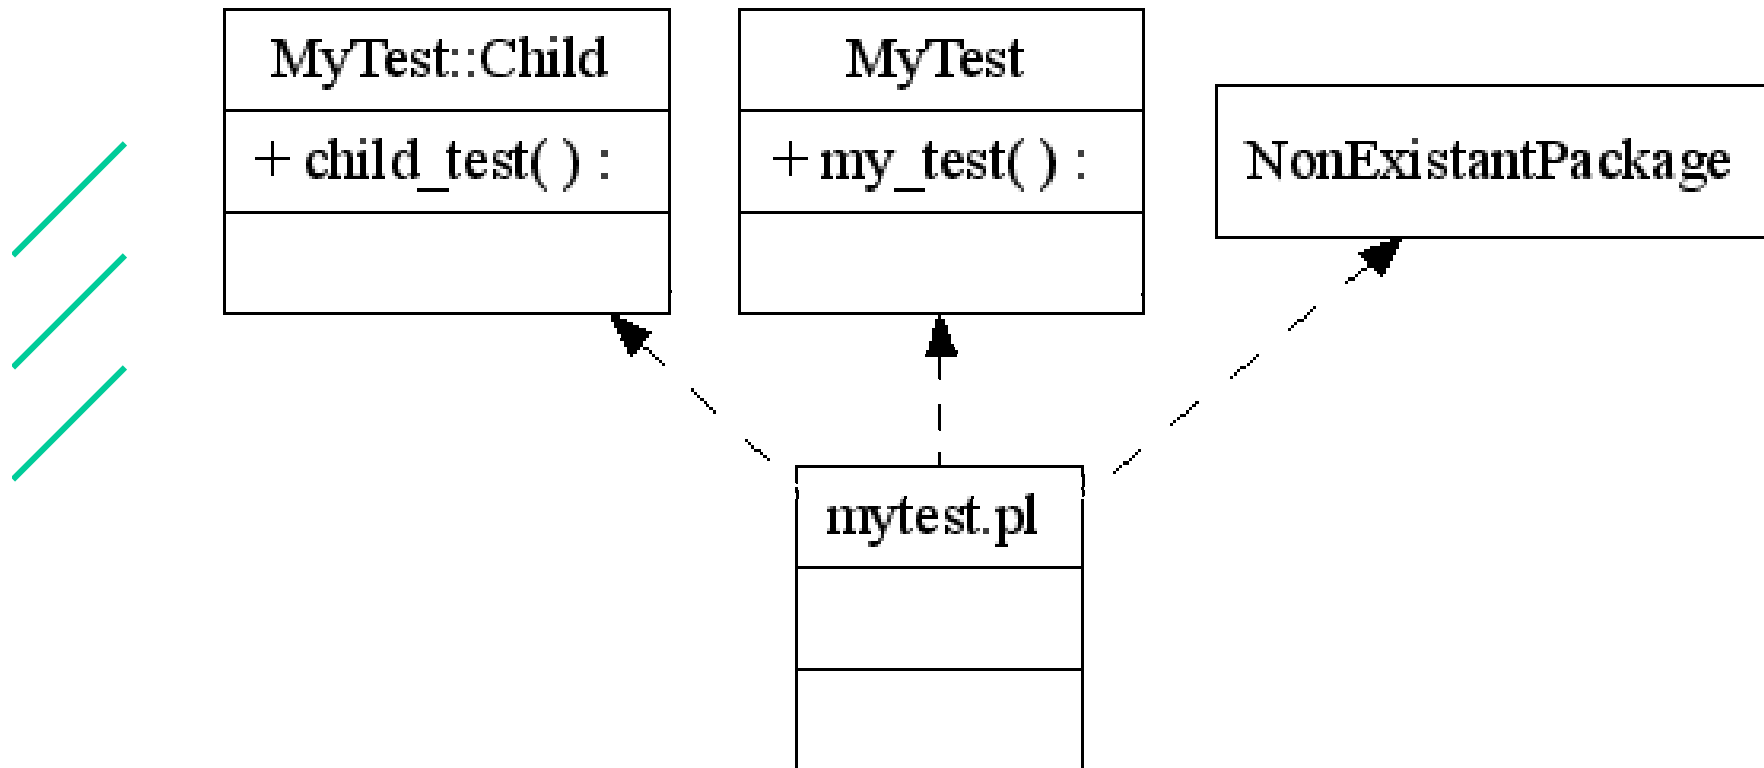 MyTest::Child
+ child_test( ) :
MyTest
+ my_test( ) :
NonExistantPackage
mytest.pl